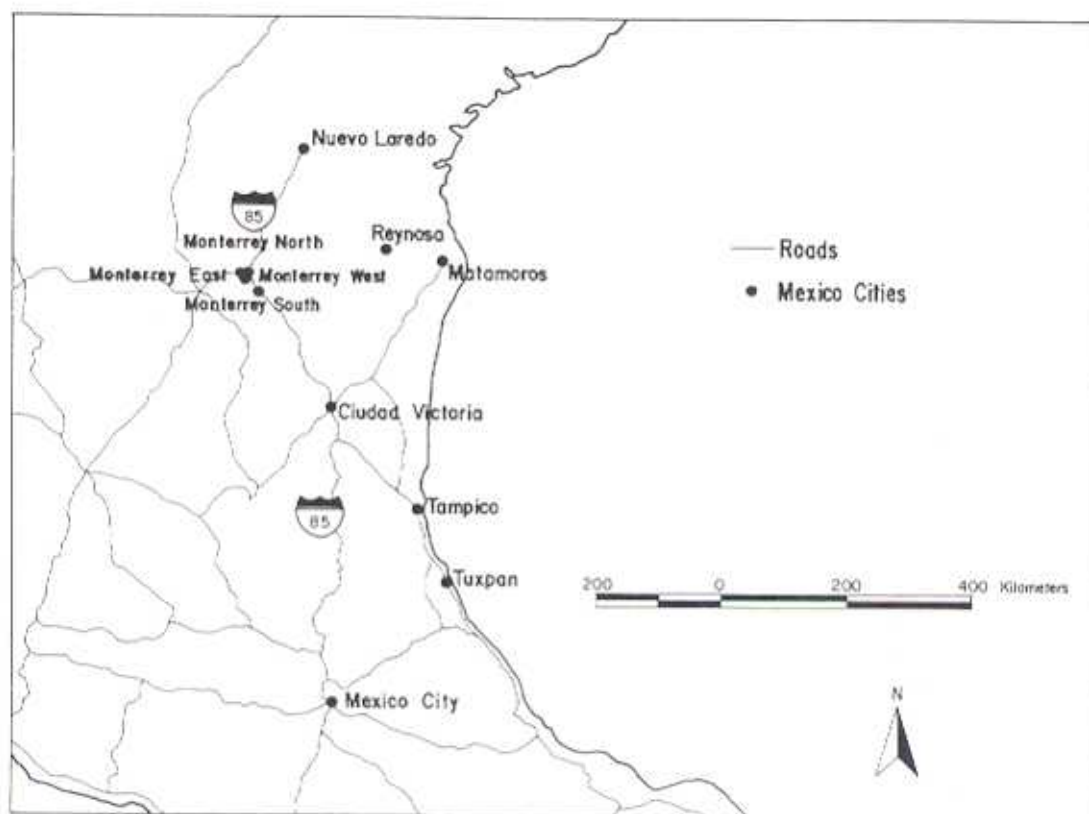 Nuevo Laredo
85
Monterrey North
Reynosa
Roads
Monterrey East
Monterrey West
Matamoros
Monterrey South
Mexico Cities
Ciudad Victoria
85
Tampico
Tuxpan
200 0 200 400 Kilometers
Mexico City
N